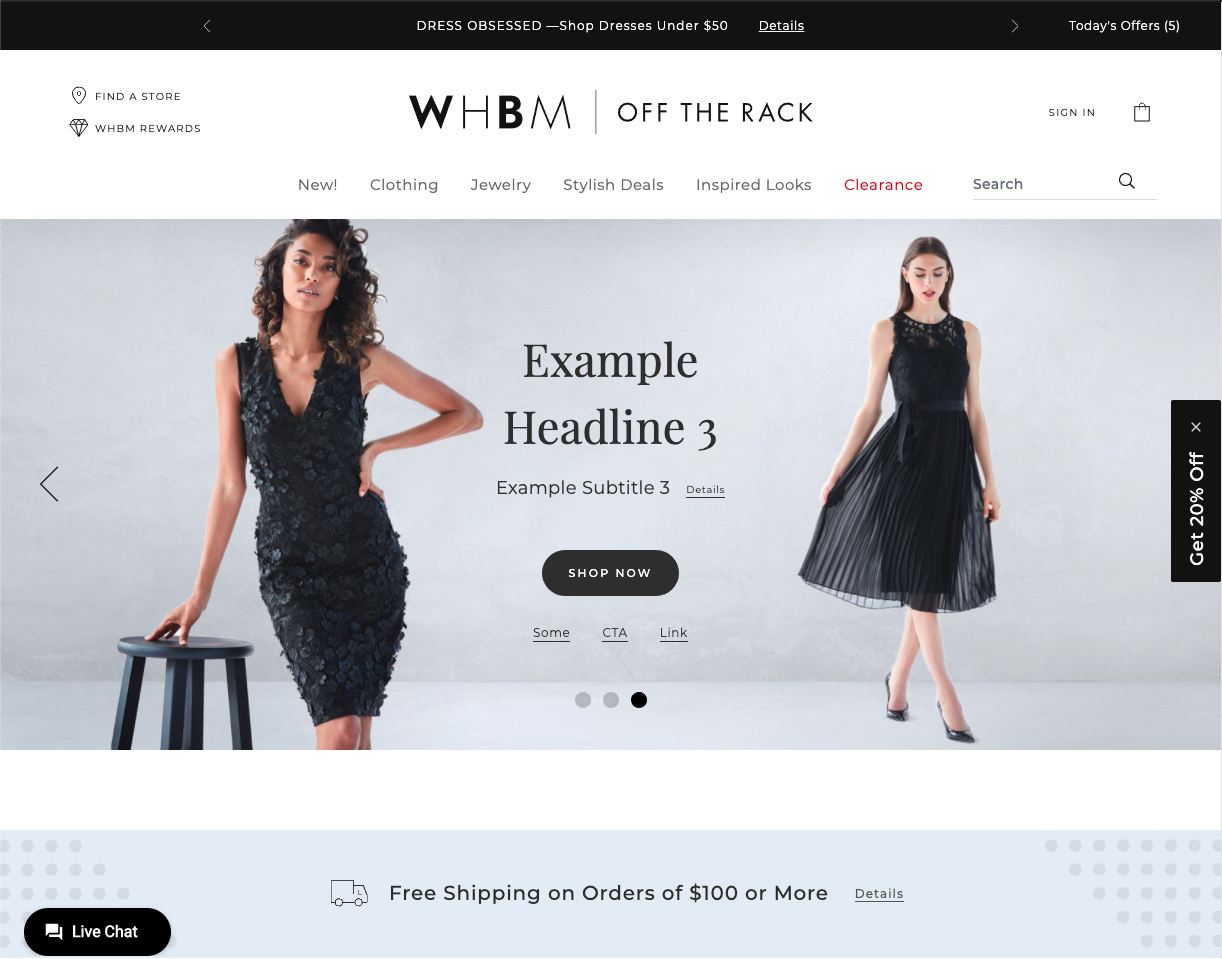 DRESS OBSESSED —Shop Dresses Under $50 Details
Today's Offers (5)
FIND A STORE
WHBM REWARDS
WHBM | OFF THE RACK
SIGN IN
New! Clothing Jewelry Stylish Deals Inspired Looks Clearance
Search
Example
Headline 3
Example Subtitle 3 Details
SHOP NOW
Some CTA Link
Get 20% Off
Free Shipping on Orders of $100 or More Details
Live Chat